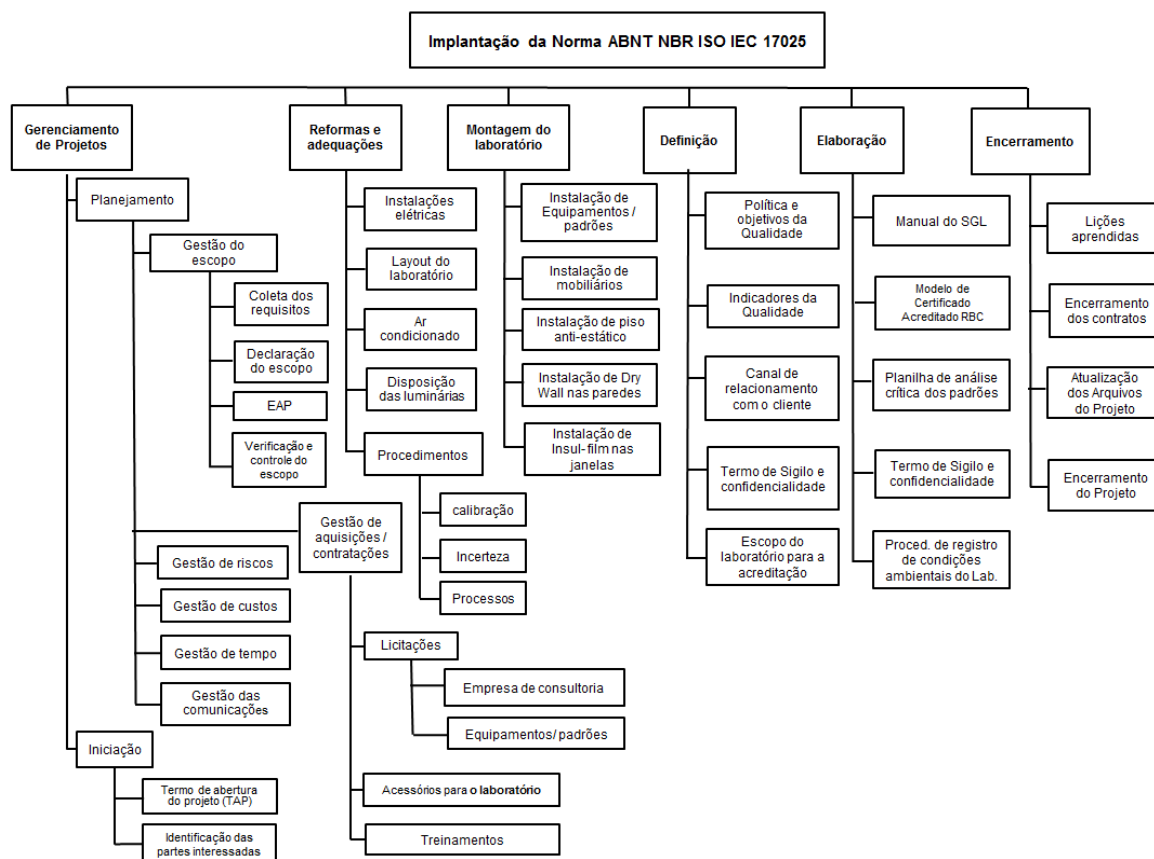 Implantação da Norma ABNT NBR ISO IEC 17025
Gerenciamento
de Projetos
Planejamento
Gestão do
escopo
Coleta dos
requisitos
Declaração
do escopo
EAP
Verificação e
controle do
escopo
Gestão de
aquisições /
contratações
Licitações
Empresa de consultoria
Equipamentos/ padrões
Acessórios para o laboratório
Treinamentos
Gestão de riscos
Gestão de custos
Gestão de tempo
Gestão das
comunicações
Iniciação
Termo de abertura
do projeto (TAP)
Identificação das
partes interessadas
Reformas e
adequações
Instalações
elétricas
Layout do
laboratório
Ar
condicionado
Disposição
das luminárias
Procedimentos
calibração
Incerteza
Processos
Montagem do
laboratório
Instalação de
Equipamentos /
padrões
Instalação de
mobiliários
Instalação de piso
anti-estático
Instalação de Dry
Wall nas paredes
Instalação de
Insul-film nas
janelas
Definição
Política e
objetivos da
Qualidade
Indicadores da
Qualidade
Canal de
relacionamento
com o cliente
Termo de Sigilo e
confidencialidade
Escopo do
laboratório para a
acreditação
Elaboração
Manual do SGL
Modelo de
Certificado
Acreditado RBC
Planilha de análise
crítica dos padrões
Termo de Sigilo e
confidencialidade
Proced. de registro
de condições
ambientais do Lab.
Encerramento
Lições
aprendidas
Encerramento
dos contratos
Atualização
dos Arquivos
do Projeto
Encerramento
do Projeto